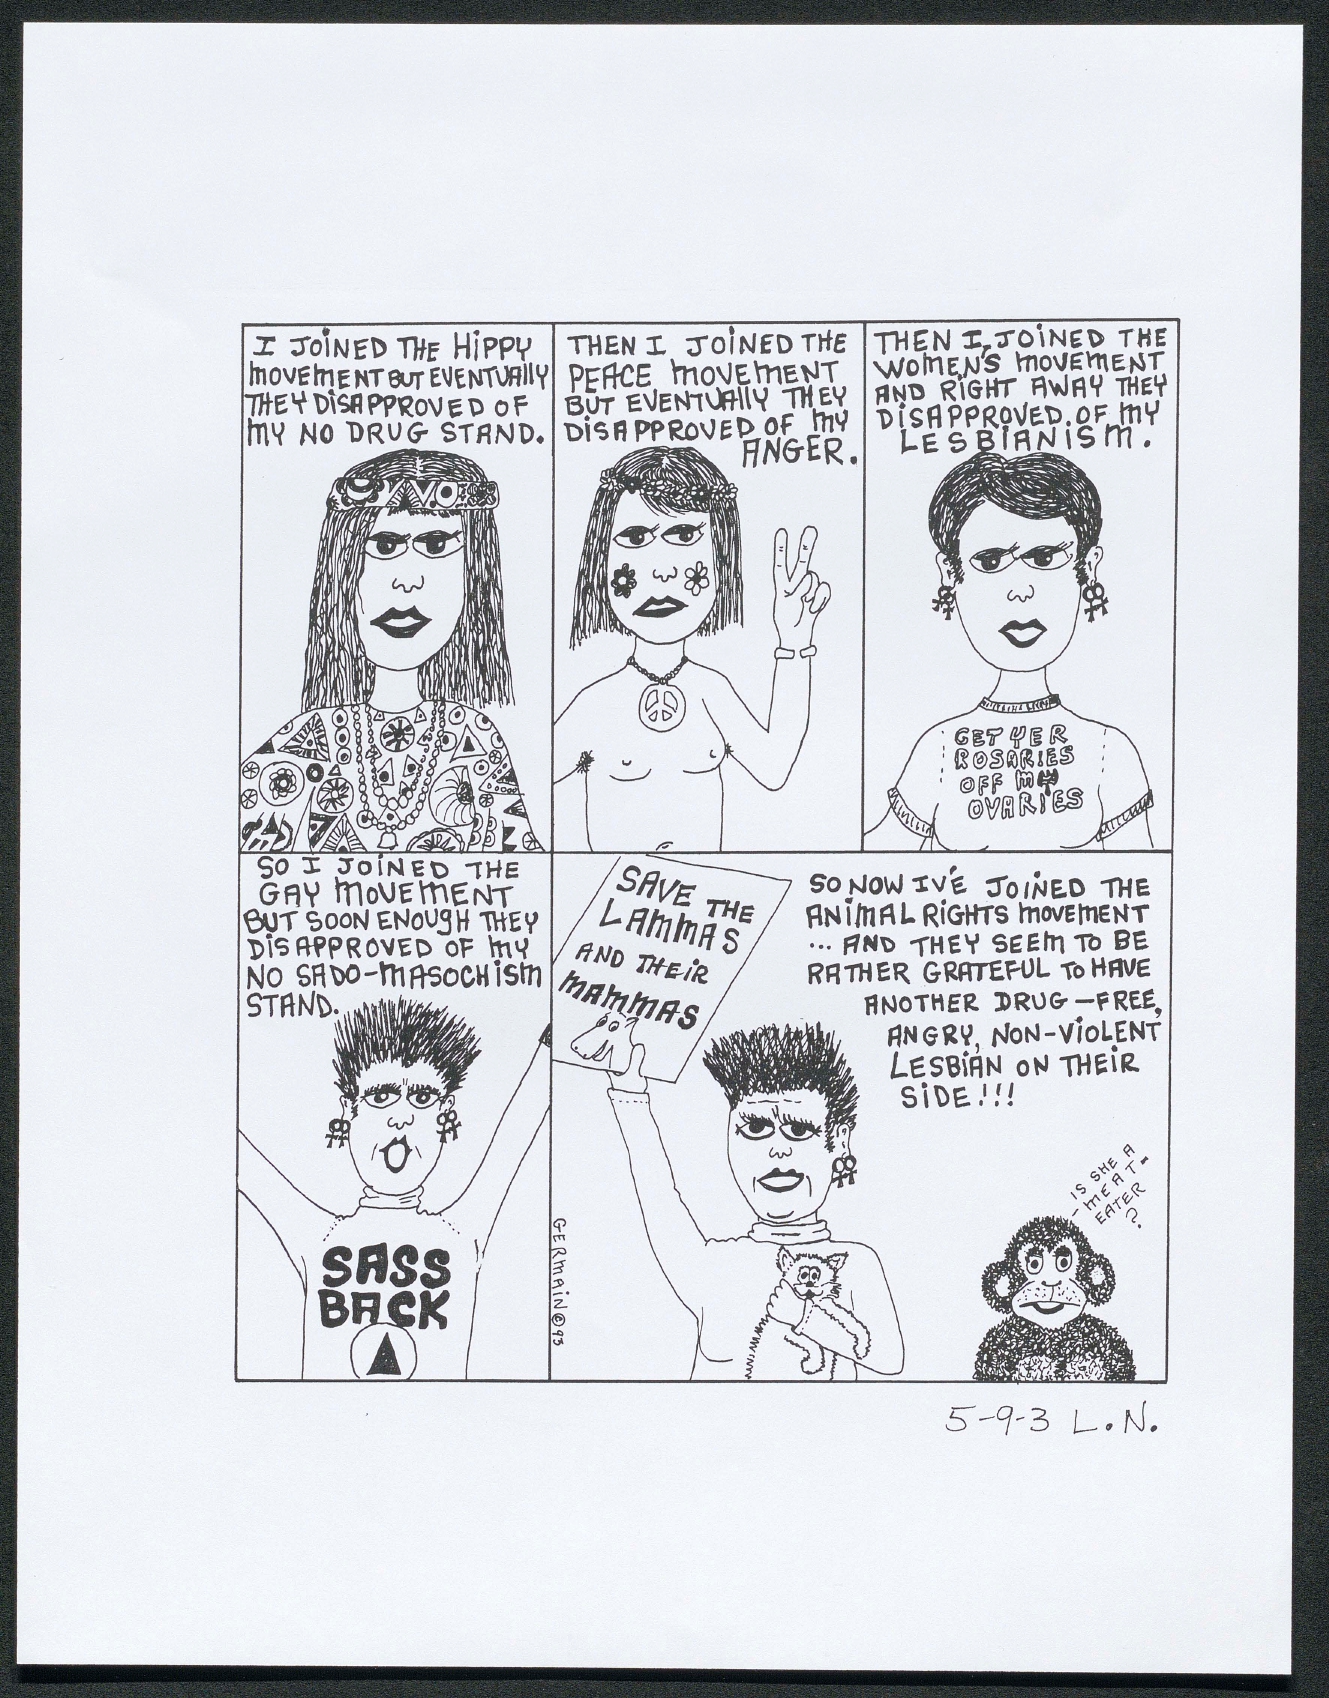 I JOINED THE HIPPY
MOVEMENT BUT EVENTUALLY
THEY DISAPPROVED OF
MY NO DRUG STAND.
THEN I JOINED THE
PEACE MOVEMENT
BUT EVENTUALLY THEY
DISAPPROVED OF MY
ANGER.
THEN I JOINED THE
WOMEN'S MOVEMENT
AND RIGHT AWAY THEY
DISAPPROVED OF MY
LESBIANISM.
GET YER
ROSARIES
OFF MY
OVARIES
SO I JOINED THE
GAY MOVEMENT
BUT SOON ENOUGH THEY
DISAPPROVED OF MY
NO SADO-MASOCHISM
STAND.
SASS
BACK
SAVE THE
LAMMAS
AND THEIR
MAMMAS
SO NOW IV'E JOINED THE
ANIMAL RIGHTS MOVEMENT
... AND THEY SEEM TO BE
RATHER GRATEFUL TO HAVE
ANOTHER DRUG-FREE,
ANGRY, NON-VIOLENT
LESBIAN ON THEIR
SIDE!!!
IS SHE A
MEAT-
EATER
?
GERMAIN © 93
5-9-3 L.N.